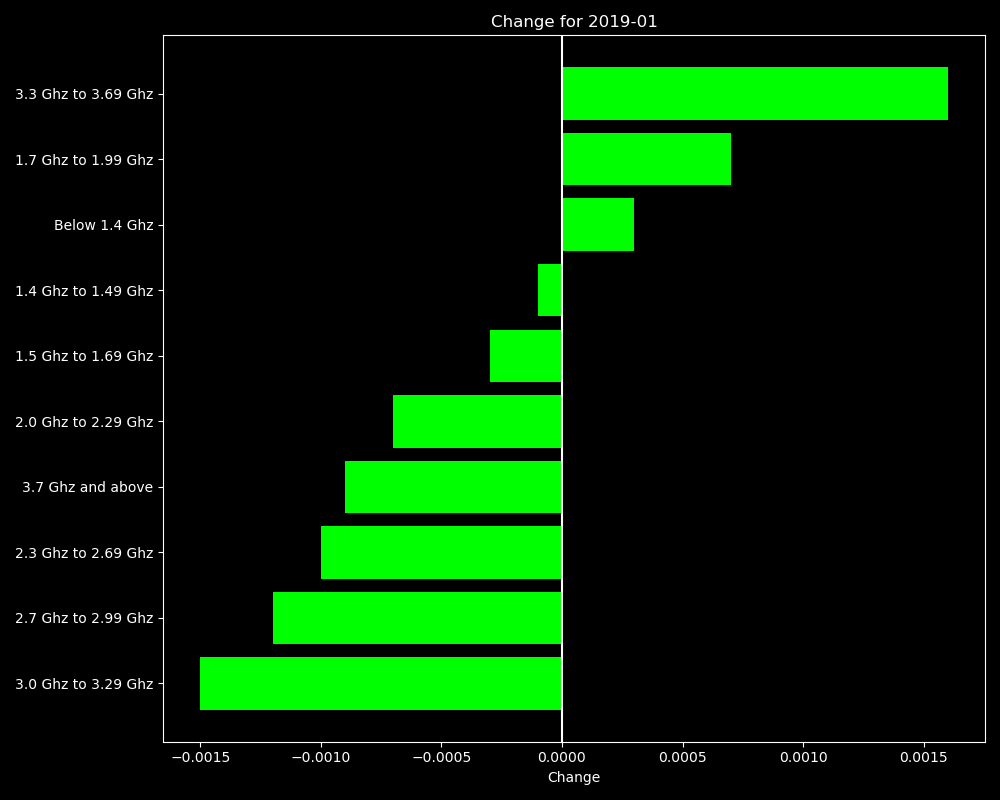 Change for 2019-01
3.3 Ghz to 3.69 Ghz
1.7 Ghz to 1.99 Ghz
Below 1.4 Ghz
1.4 Ghz to 1.49 Ghz
1.5 Ghz to 1.69 Ghz
2.0 Ghz to 2.29 Ghz
3.7 Ghz and above
2.3 Ghz to 2.69 Ghz
2.7 Ghz to 2.99 Ghz
3.0 Ghz to 3.29 Ghz
−0.0015 −0.0010 −0.0005 0.0000 0.0005 0.0010 0.0015
Change